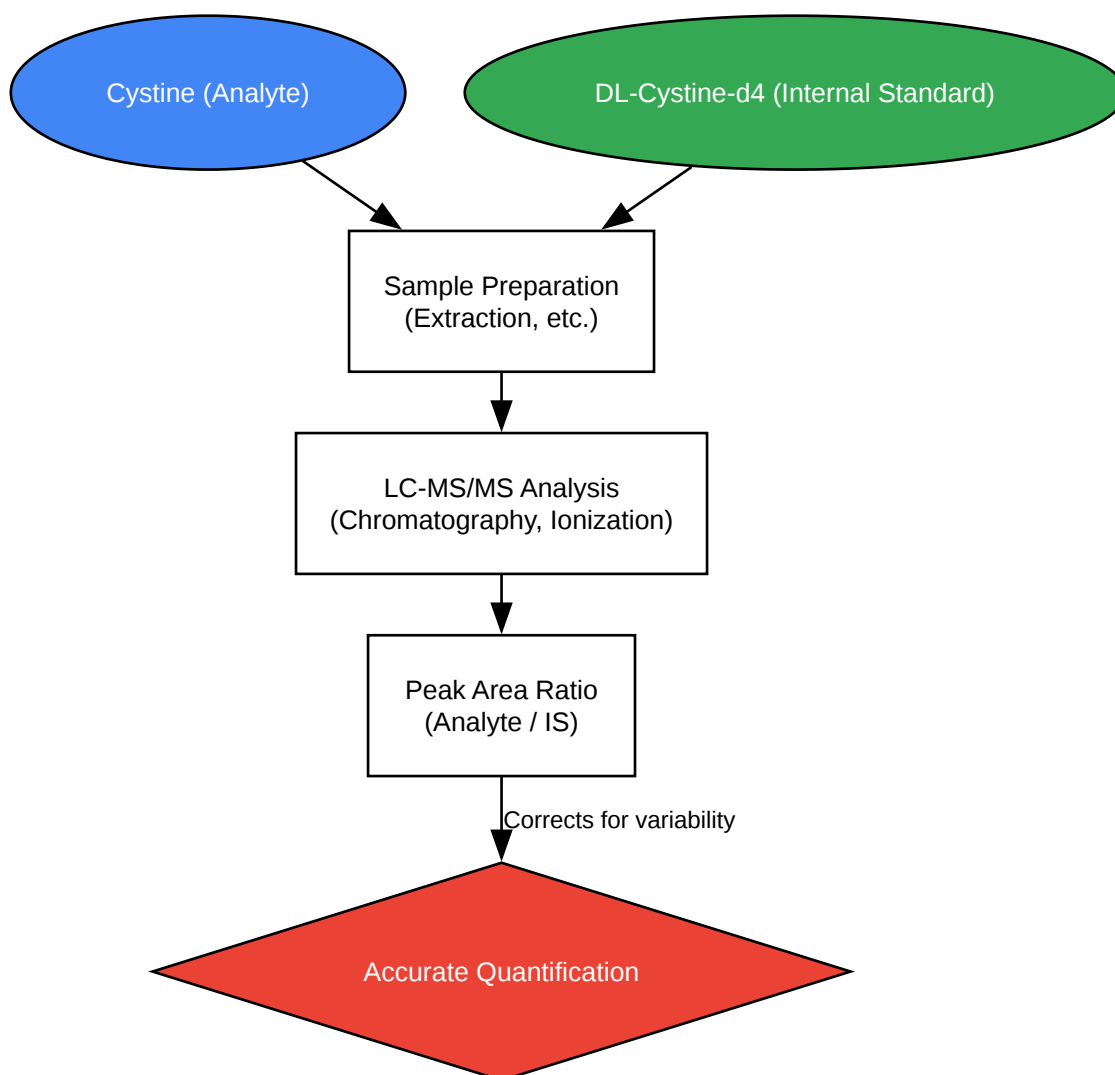 Cystine (Analyte)
DL-Cystine-d4 (Internal Standard)
Sample Preparation
(Extraction, etc.)
LC-MS/MS Analysis
(Chromatography, Ionization)
Peak Area Ratio
(Analyte / IS)
Corrects for variability
Accurate Quantification